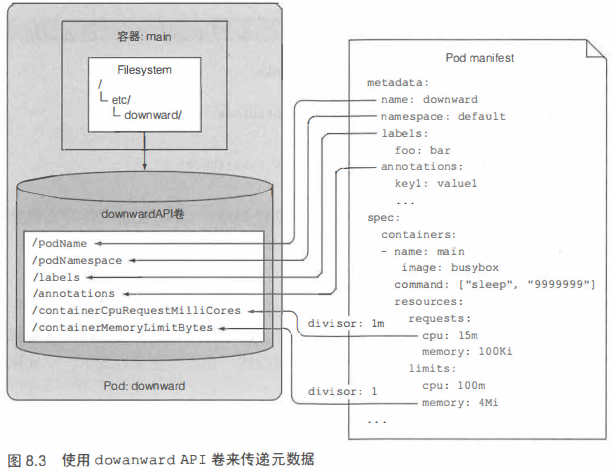 容器: main
Filesystem
/
etc/
downward/
downwardAPI卷
/podName
/podNamespace
/labels
/annotations
/containerCpuRequestMilliCores
/containerMemoryLimitBytes
Pod: downward
divisor: 1m
divisor: 1
Pod manifest
metadata:
name: downward
namespace: default
labels:
foo: bar
annotations:
key1: value1
...
spec:
containers:
- name: main
image: busybox
command: ["sleep", "9999999"]
resources:
requests:
cpu: 15m
memory: 100Ki
limits:
cpu: 100m
memory: 4Mi
...
图 8.3 使用 dowanward API 卷来传递元数据